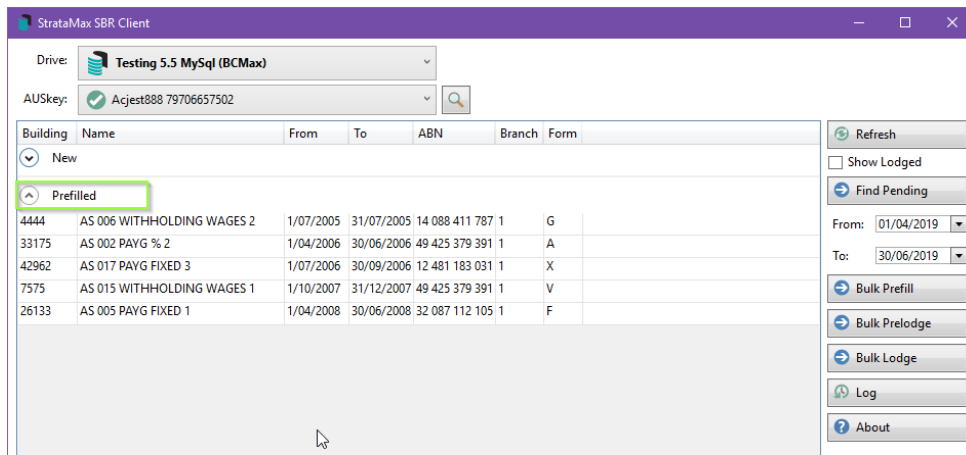 StrataMax SBR Client
Drive: Testing 5.5 MySql (BCMax)
AUSkey: Acjest888 79706657502
Building Name From To ABN Branch Form
New
Prefilled
4444 AS 006 WITHHOLDING WAGES 2 1/07/2005 31/07/2005 14 088 411 787 1 G
33175 AS 002 PAYG % 2 1/04/2006 30/06/2006 49 425 379 391 1 A
42962 AS 017 PAYG FIXED 3 1/07/2006 30/09/2006 12 481 183 031 1 X
7575 AS 015 WITHHOLDING WAGES 1 1/10/2007 31/12/2007 49 425 379 391 1 V
26133 AS 005 PAYG FIXED 1 1/04/2008 30/06/2008 32 087 112 105 1 F
Refresh
Show Lodged
Find Pending
From: 01/04/2019
To: 30/06/2019
Bulk Prefill
Bulk Prelodge
Bulk Lodge
Log
About